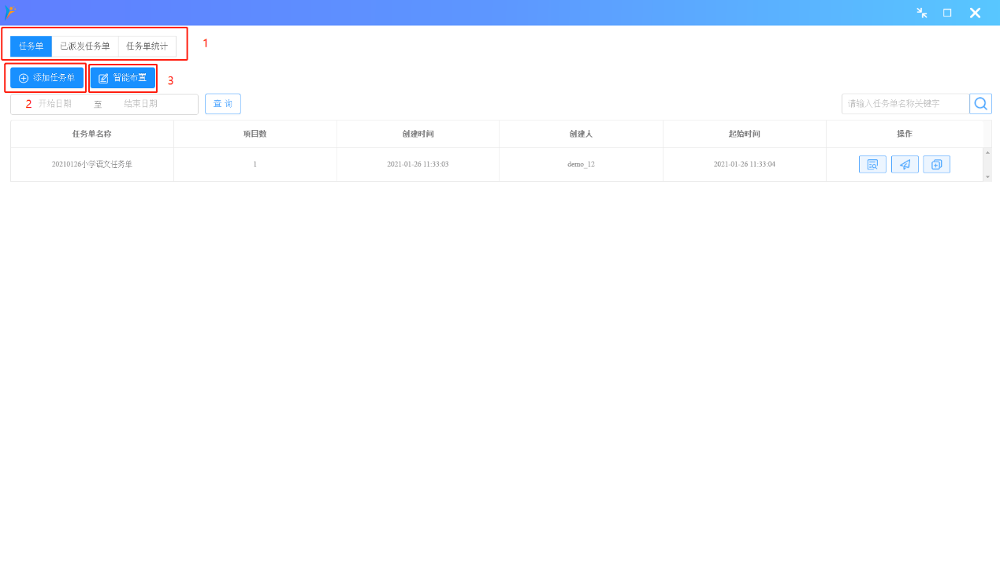 任务单 已派发任务单 任务单统计 1
添加任务单 智能布置 3
2 开始日期 至 结束日期 查 询 请输入任务单名称关键字
任务单名称 项目数 创建时间 创建人 起始时间 操作
20210126小学语文任务单 1 2021-01-26 11:33:03 demo_12 2021-01-26 11:33:04